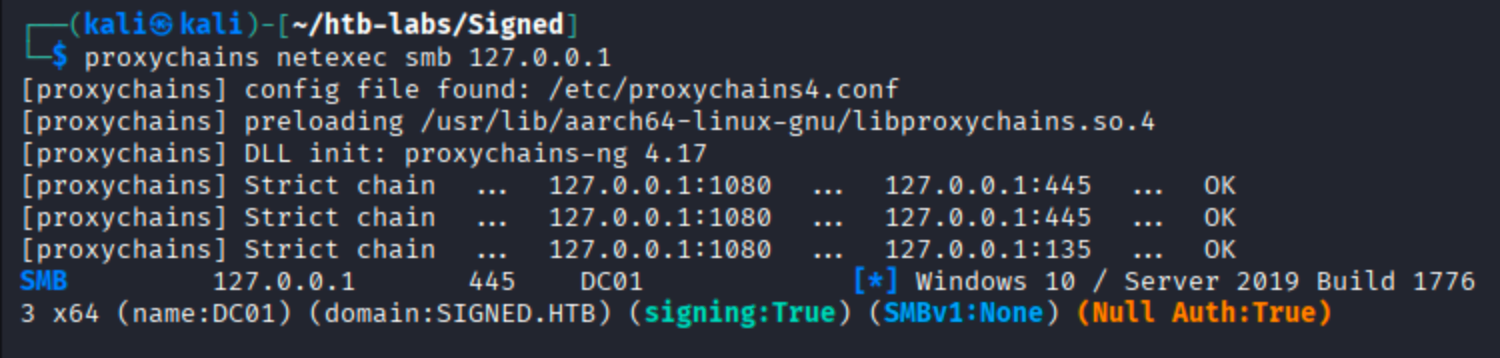 ┌──(kali㉿kali)-[~/htb-labs/Signed]
└─$ proxychains netexec smb 127.0.0.1
[proxychains] config file found: /etc/proxychains4.conf
[proxychains] preloading /usr/lib/aarch64-linux-gnu/libproxychains.so.4
[proxychains] DLL init: proxychains-ng 4.17
[proxychains] Strict chain  ...  127.0.0.1:1080  ...  127.0.0.1:445  ...  OK
[proxychains] Strict chain  ...  127.0.0.1:1080  ...  127.0.0.1:445  ...  OK
[proxychains] Strict chain  ...  127.0.0.1:1080  ...  127.0.0.1:135  ...  OK
SMB         127.0.0.1       445    DC01             [*] Windows 10 / Server 2019 Build 1776
3 x64 (name:DC01) (domain:SIGNED.HTB) (signing:True) (SMBv1:None) (Null Auth:True)